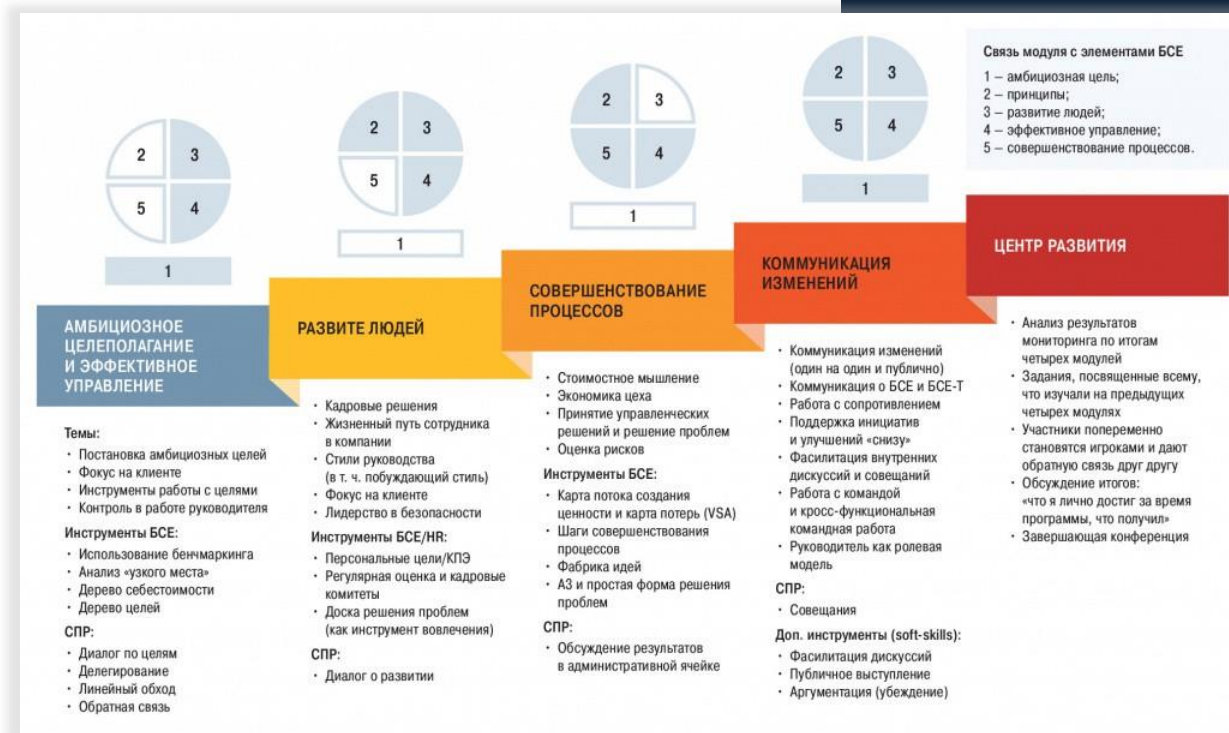 Связь модуля с элементами БСЕ
1 – амбициозная цель;
2 – принципы;
3 – развитие людей;
4 – эффективное управление;
5 – совершенствование процессов.
2 3
5 4
1
АМБИЦИОЗНОЕ
ЦЕЛЕПОЛАГАНИЕ
И ЭФФЕКТИВНОЕ
УПРАВЛЕНИЕ
Темы:
· Постановка амбициозных целей
· Фокус на клиенте
· Инструменты работы с целями
· Контроль в работе руководителя
Инструменты БСЕ:
· Использование бенчмаркинга
· Анализ «узкого места»
· Дерево себестоимости
· Дерево целей
СПР:
· Диалог по целям
· Делегирование
· Линейный обход
· Обратная связь
2 3
5 4
1
РАЗВИТЕ ЛЮДЕЙ
· Кадровые решения
· Жизненный путь сотрудника
в компании
· Стили руководства
(в т. ч. побуждающий стиль)
· Фокус на клиенте
· Лидерство в безопасности
Инструменты БСЕ/HR:
· Персональные цели/КПЭ
· Регулярная оценка и кадровые
комитеты
· Доска решения проблем
(как инструмент вовлечения)
СПР:
· Диалог о развитии
2 3
5 4
1
СОВЕРШЕНСТВОВАНИЕ
ПРОЦЕССОВ
· Стоимостное мышление
· Экономика цеха
· Принятие управленческих
решений и решение проблем
· Оценка рисков
Инструменты БСЕ:
· Карта потока создания
ценности и карта потерь (VSA)
· Шаги совершенствования
процессов
· Фабрика идей
· А3 и простая форма решения
проблем
СПР:
· Обсуждение результатов
в административной ячейке
2 3
5 4
1
КОММУНИКАЦИЯ
ИЗМЕНЕНИЙ
· Коммуникация изменений
(один на один и публично)
· Коммуникация о БСЕ и БСЕ-Т
· Работа с сопротивлением
· Поддержка инициатив
и улучшений «снизу»
· Фасилитация внутренних
дискуссий и совещаний
· Работа с командой
и кросс-функциональная
командная работа
· Руководитель как ролевая
модель
СПР:
· Совещания
Доп. инструменты (soft-skills):
· Фасилитация дискуссий
· Публичное выступление
· Аргументация (убеждение)
ЦЕНТР РАЗВИТИЯ
· Анализ результатов
мониторинга по итогам
четырех модулей
· Задания, посвященные всему,
что изучали на предыдущих
четырех модулях
· Участники попеременно
становятся игроками и дают
обратную связь друг другу
· Обсуждение итогов:
«что я лично достиг за время
программы, что получил»
· Завершающая конференция